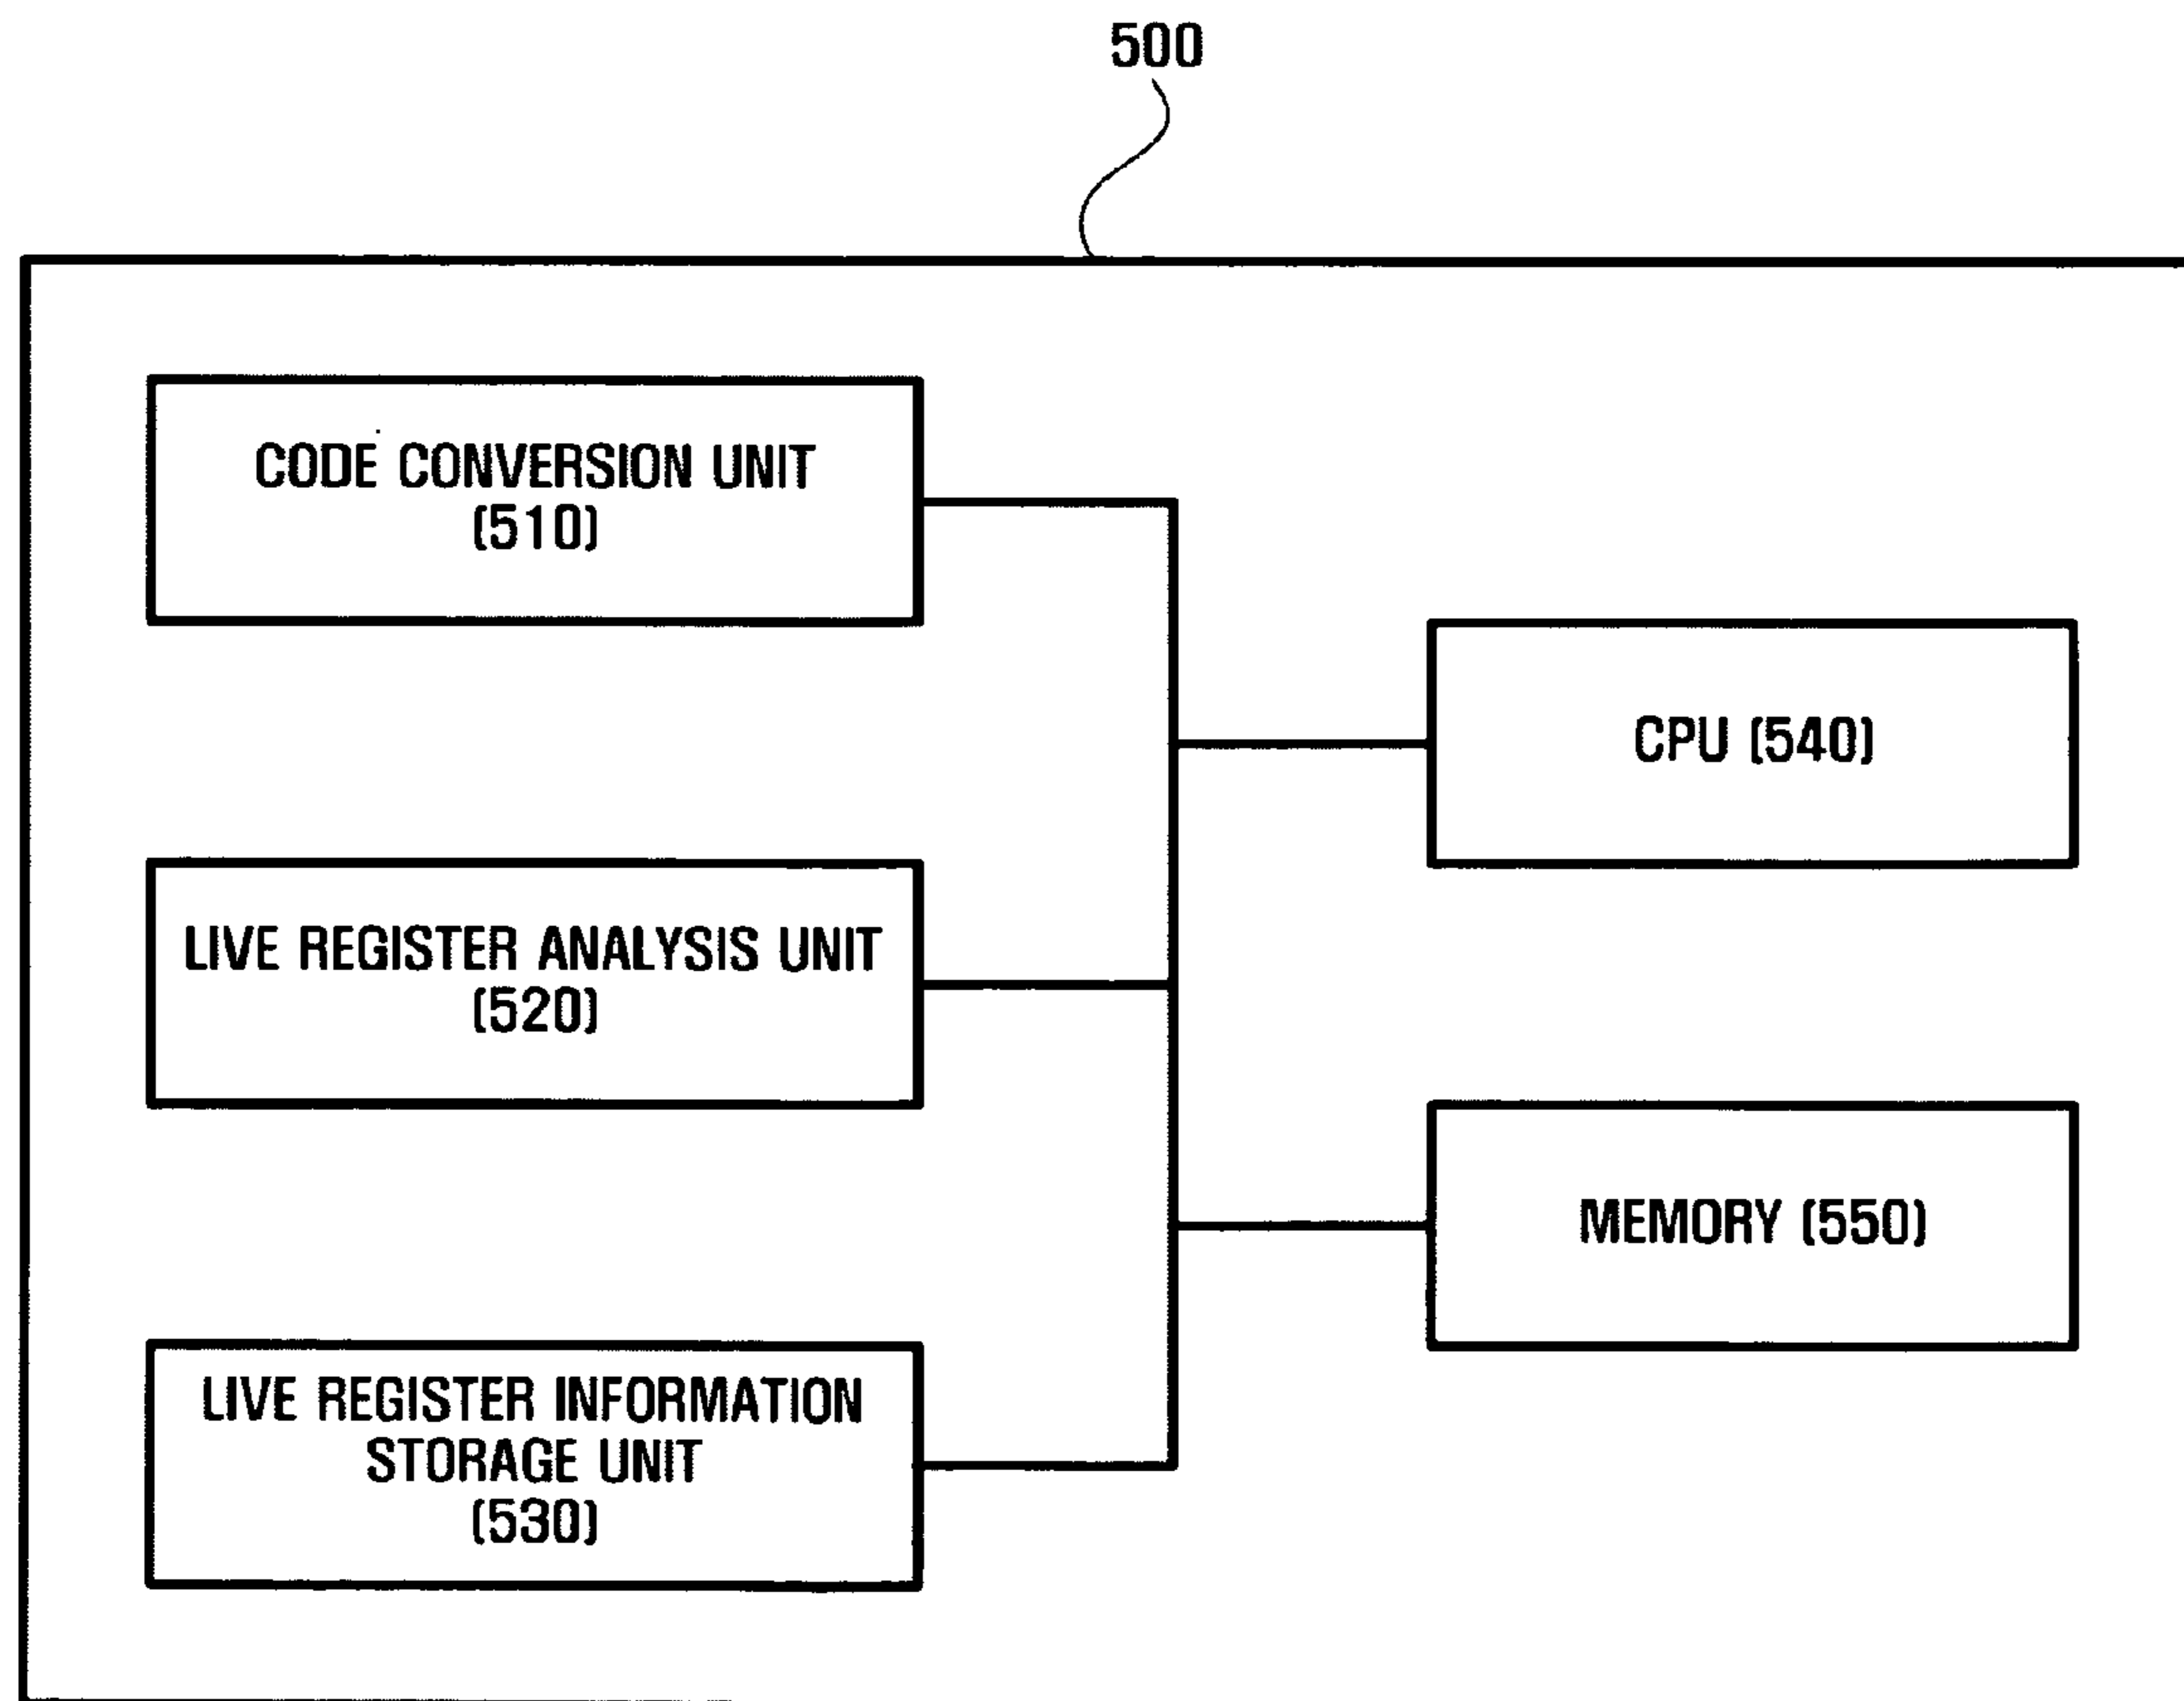 500
CODE CONVERSION UNIT
(510)
CPU (540)
LIVE REGISTER ANALYSIS UNIT
(520)
MEMORY (550)
LIVE REGISTER INFORMATION
STORAGE UNIT
(530)